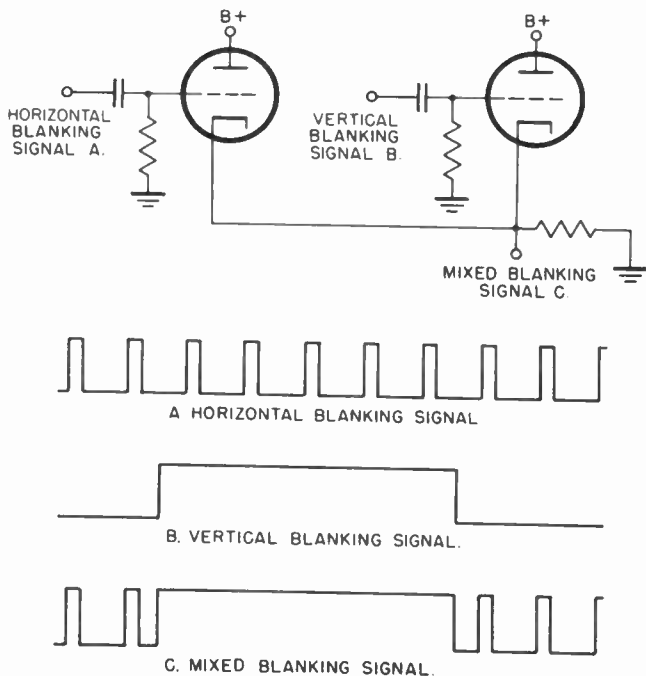 B+
B+
HORIZONTAL
BLANKING
SIGNAL A.
VERTICAL
BLANKING
SIGNAL B.
MIXED BLANKING
SIGNAL C.
A HORIZONTAL BLANKING SIGNAL
B. VERTICAL BLANKING SIGNAL.
C. MIXED BLANKING SIGNAL.